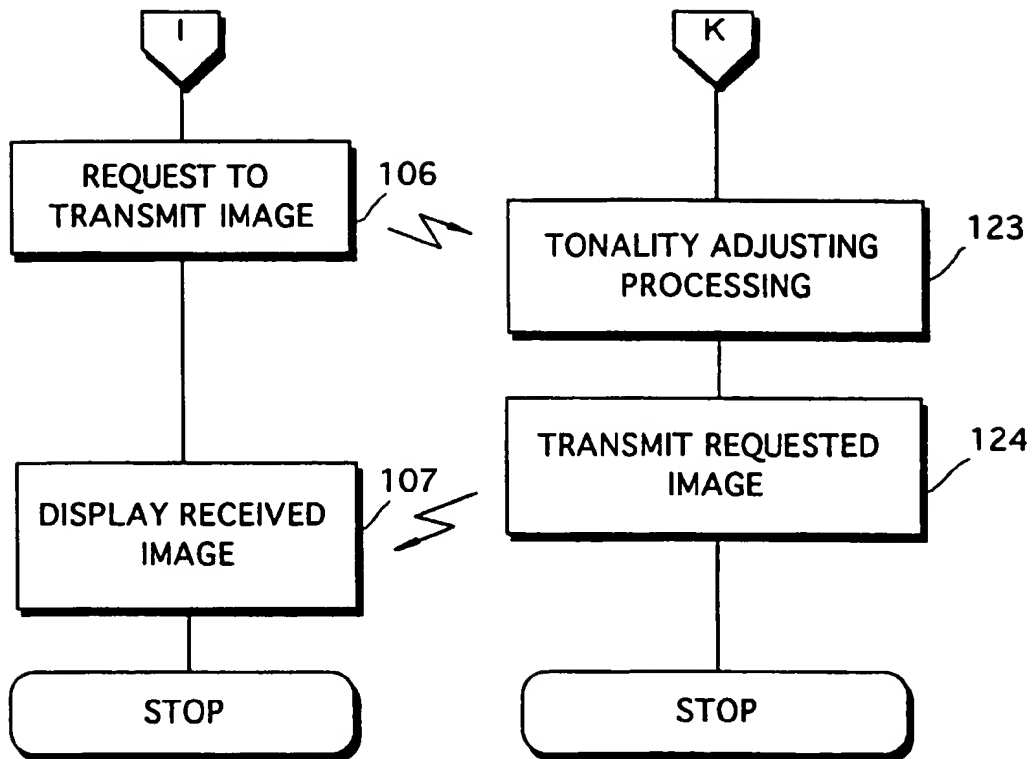 I
K
REQUEST TO
TRANSMIT IMAGE
106
TONALITY ADJUSTING
PROCESSING
123
TRANSMIT REQUESTED
IMAGE
124
DISPLAY RECEIVED
IMAGE
107
STOP
STOP